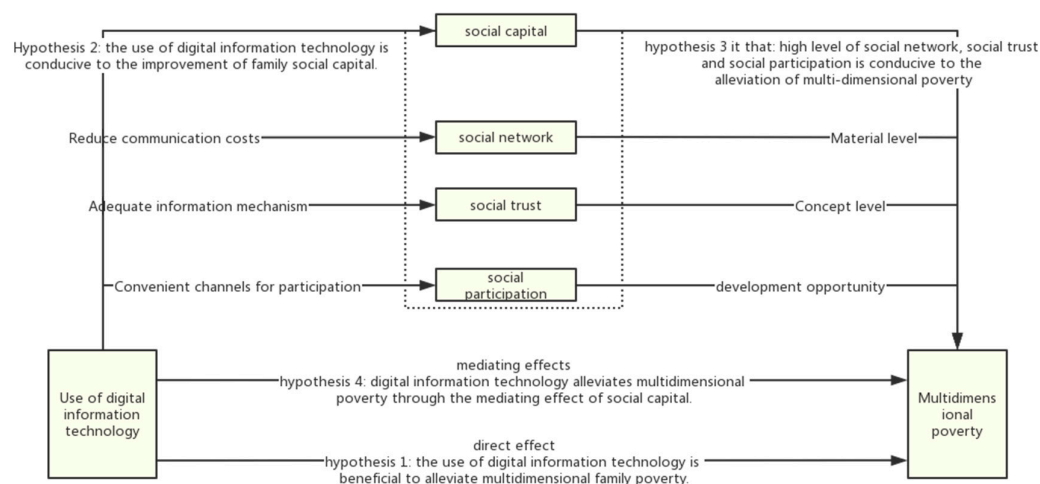 social capital
Hypothesis 2: the use of digital information technology is
conducive to the improvement of family social capital.
hypothesis 3 it that: high level of social network, social trust
and social participation is conducive to the
alleviation of multi-dimensional poverty
Reduce communication costs
social network
Material level
Adequate information mechanism
social trust
Concept level
Convenient channels for participation
social
participation
development opportunity
Use of digital
information
technology
mediating effects
hypothesis 4: digital information technology alleviates multidimensional
poverty through the mediating effect of social capital.
direct effect
hypothesis 1: the use of digital information technology is
beneficial to alleviate multidimensional family poverty.
Multidimens
ional
poverty